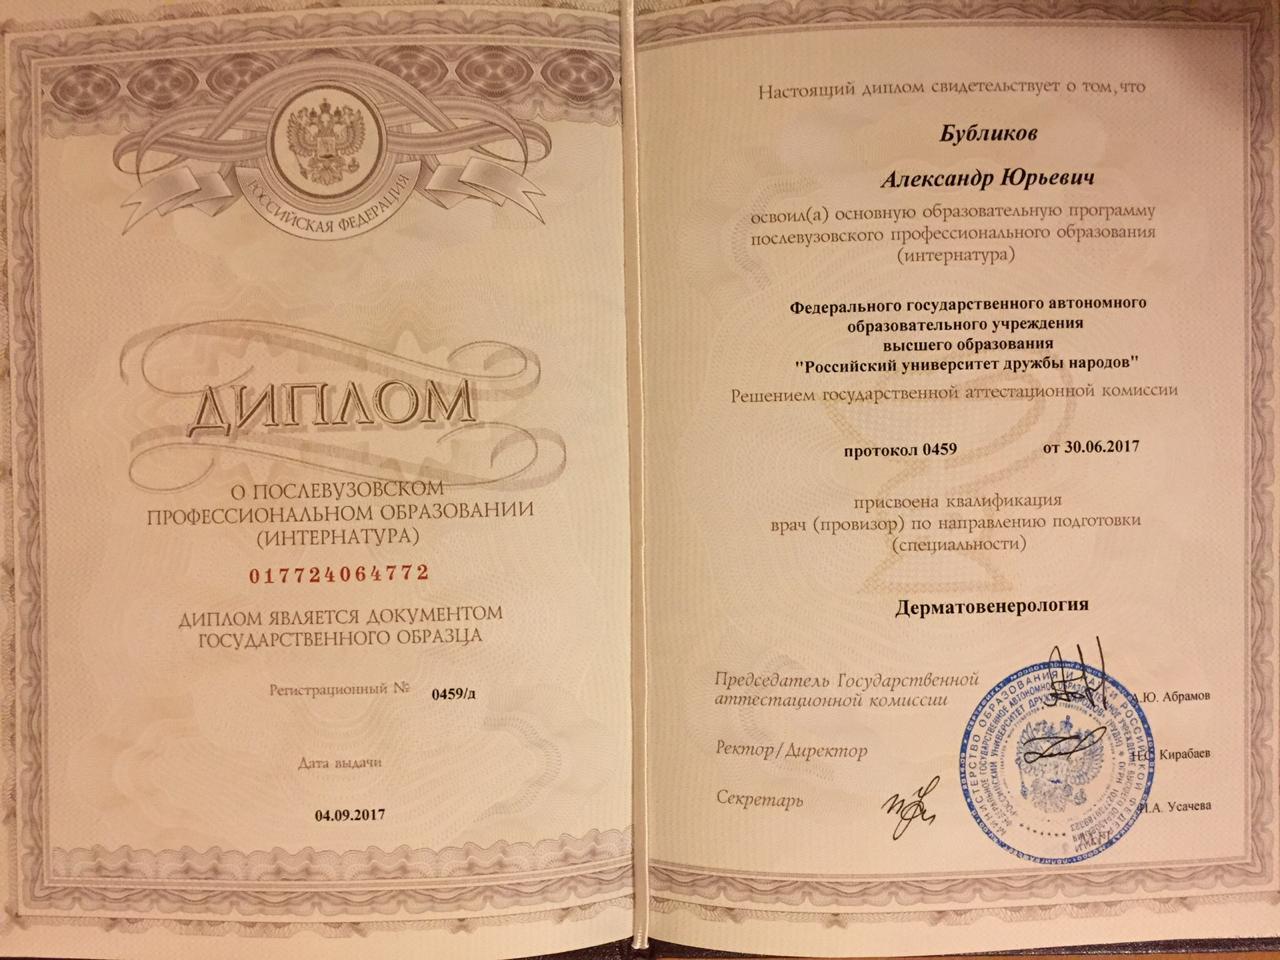 РОССИЙСКАЯ ФЕДЕРАЦИЯ
ДИПЛОМ
О ПОСЛЕВУЗОВСКОМ
ПРОФЕССИОНАЛЬНОМ ОБРАЗОВАНИИ
(ИНТЕРНАТУРА)
017724064772
ДИПЛОМ ЯВЛЯЕТСЯ ДОКУМЕНТОМ
ГОСУДАРСТВЕННОГО ОБРАЗЦА
Регистрационный № 0459/д
Дата выдачи
04.09.2017
Настоящий диплом свидетельствует о том, что
Бубликов
Александр Юрьевич
освоил(а) основную образовательную программу
послевузовского профессионального образования
(интернатура)
Федерального государственного автономного
образовательного учреждения
высшего образования
"Российский университет дружбы народов"
Решением государственной аттестационной комиссии
протокол 0459 от 30.06.2017
присвоена квалификация
врач (провизор) по направлению подготовки
(специальности)
Дерматовенерология
Председатель Государственной
аттестационной комиссии А.Ю. Абрамов
Ректор/Директор Кирабаев
Секретарь А. Усачева